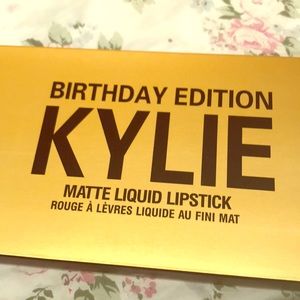 BIRTHDAY EDITION
KYLIE
MATTE LIQUID LIPSTICK
ROUGE À LÈVRES LIQUIDE AU FINI MAT